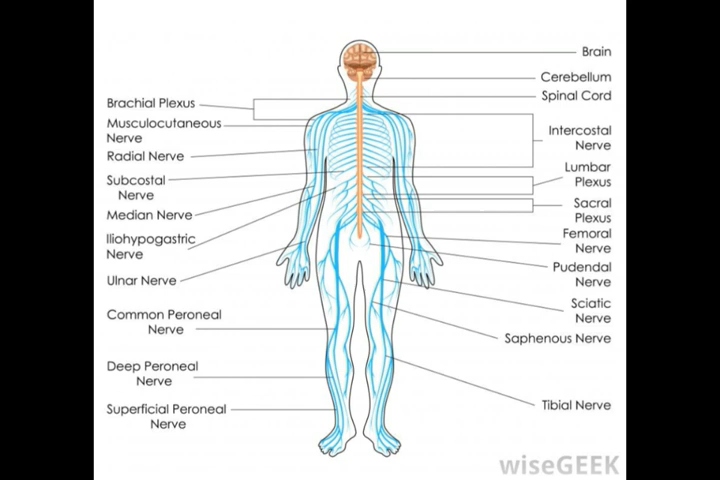 Brain
Cerebellum
Spinal Cord
Intercostal
Nerve
Lumbar
Plexus
Sacral
Plexus
Femoral
Nerve
Pudendal
Nerve
Sciatic
Nerve
Saphenous Nerve
Tibial Nerve
Brachial Plexus
Musculocutaneous
Nerve
Radial Nerve
Subcostal
Nerve
Median Nerve
Iliohypogastric
Nerve
Ulnar Nerve
Common Peroneal
Nerve
Deep Peroneal
Nerve
Superficial Peroneal
Nerve
wiseGEEK